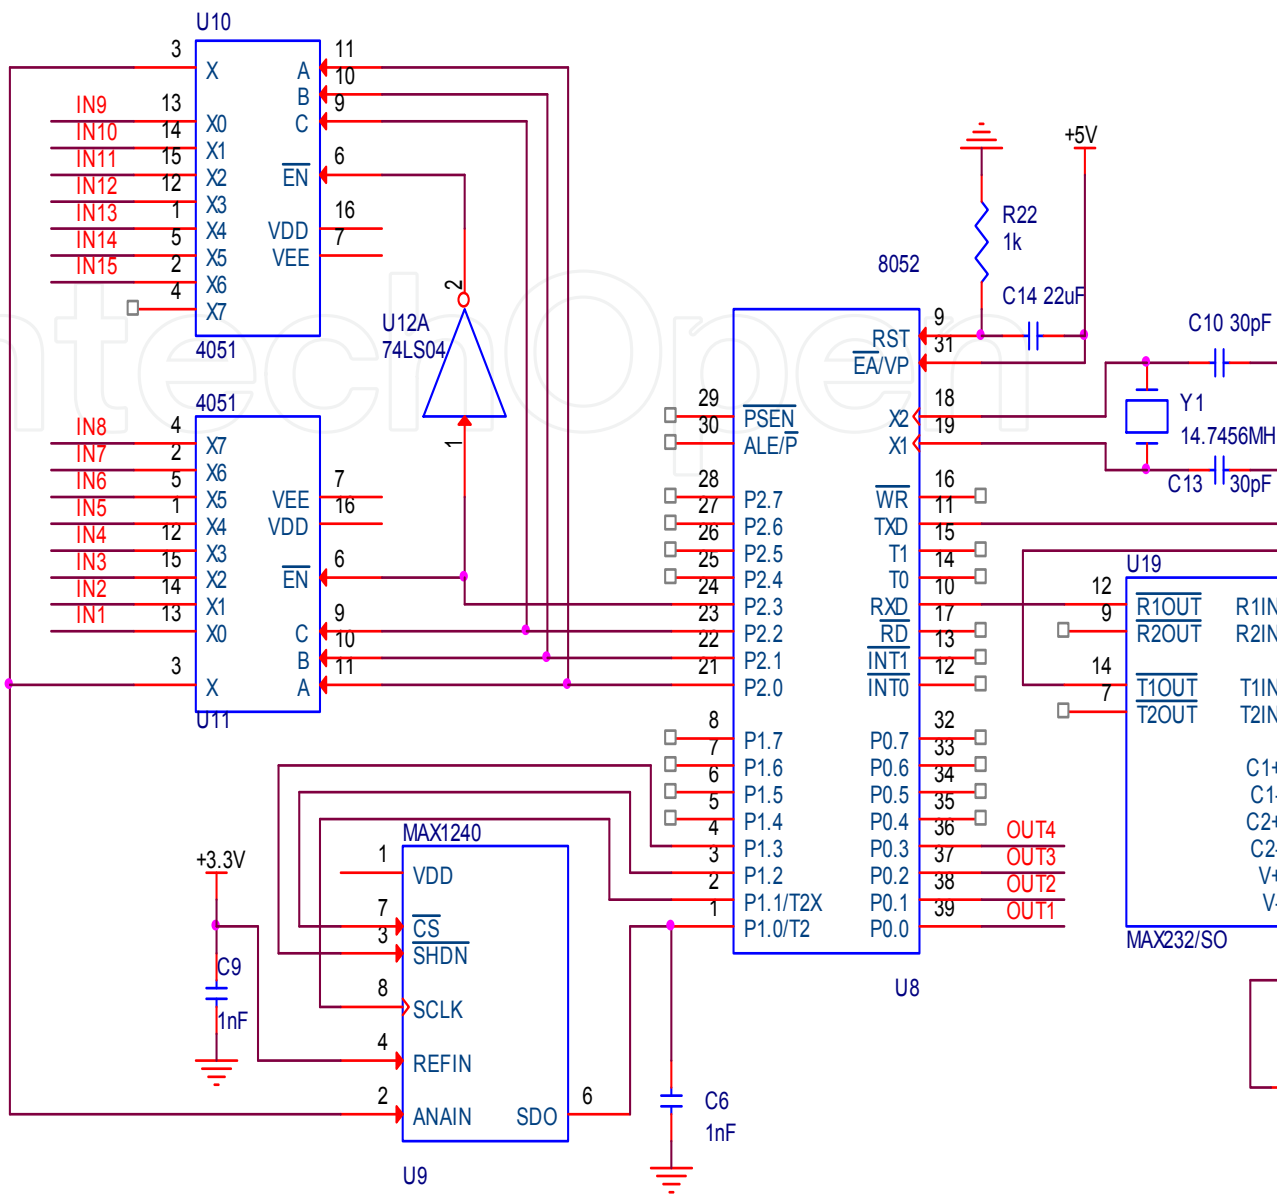 U10
3 X A 11
B 10
IN9 13 X0 C 9
IN10 14 X1
IN11 15 X2 EN 6
IN12 12 X3
IN13 1 X4 VDD 16
IN14 5 X5 VEE 7
IN15 2 X6
4 X7
4051
U12A
74LS04
2
1
4051
IN8 4 X7
IN7 2 X6
IN6 5 X5 VEE 7
IN5 1 X4 VDD 16
IN4 12 X3
IN3 15 X2 EN 6
IN2 14 X1
IN1 13 X0 C 9
B 10
3 X A 11
U11
+5V
R22
1k
C14 22uF
8052
RST 9
EA/VP 31
29 PSEN X2 18
30 ALE/P X1 19
28 P2.7 WR 16
27 P2.6 TXD 11
26 P2.5 T1 15
25 P2.4 T0 14
24 P2.3 RXD 10
23 P2.2 RD 17
22 P2.1 INT1 13
21 P2.0 INT0 12
8 P1.7 P0.7 32
7 P1.6 P0.6 33
6 P1.5 P0.5 34
5 P1.4 P0.4 35
4 P1.3 P0.3 36 OUT4
3 P1.2 P0.2 37 OUT3
2 P1.1/T2X P0.1 38 OUT2
1 P1.0/T2 P0.0 39 OUT1
U8
C10 30pF
Y1
14.7456MH
C13 30pF
U19
12 R1OUT R1IN
9 R2OUT R2IN
14 T1OUT T1IN
7 T2OUT T2IN
C1+
C1-
C2+
C2-
V+
V-
MAX232/SO
MAX1240
1 VDD
7 CS
3 SHDN
8 SCLK
4 REFIN
2 ANAIN SDO 6
U9
+3.3V
C9
1nF
C6
1nF
IntechOpen